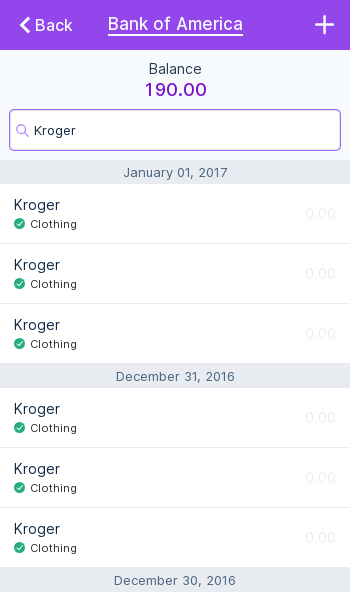 Back
Bank of America
Balance
190.00
Kroger
January 01, 2017
Kroger
0.00
Clothing
Kroger
0.00
Clothing
Kroger
0.00
Clothing
December 31, 2016
Kroger
0.00
Clothing
Kroger
0.00
Clothing
Kroger
0.00
Clothing
December 30, 2016